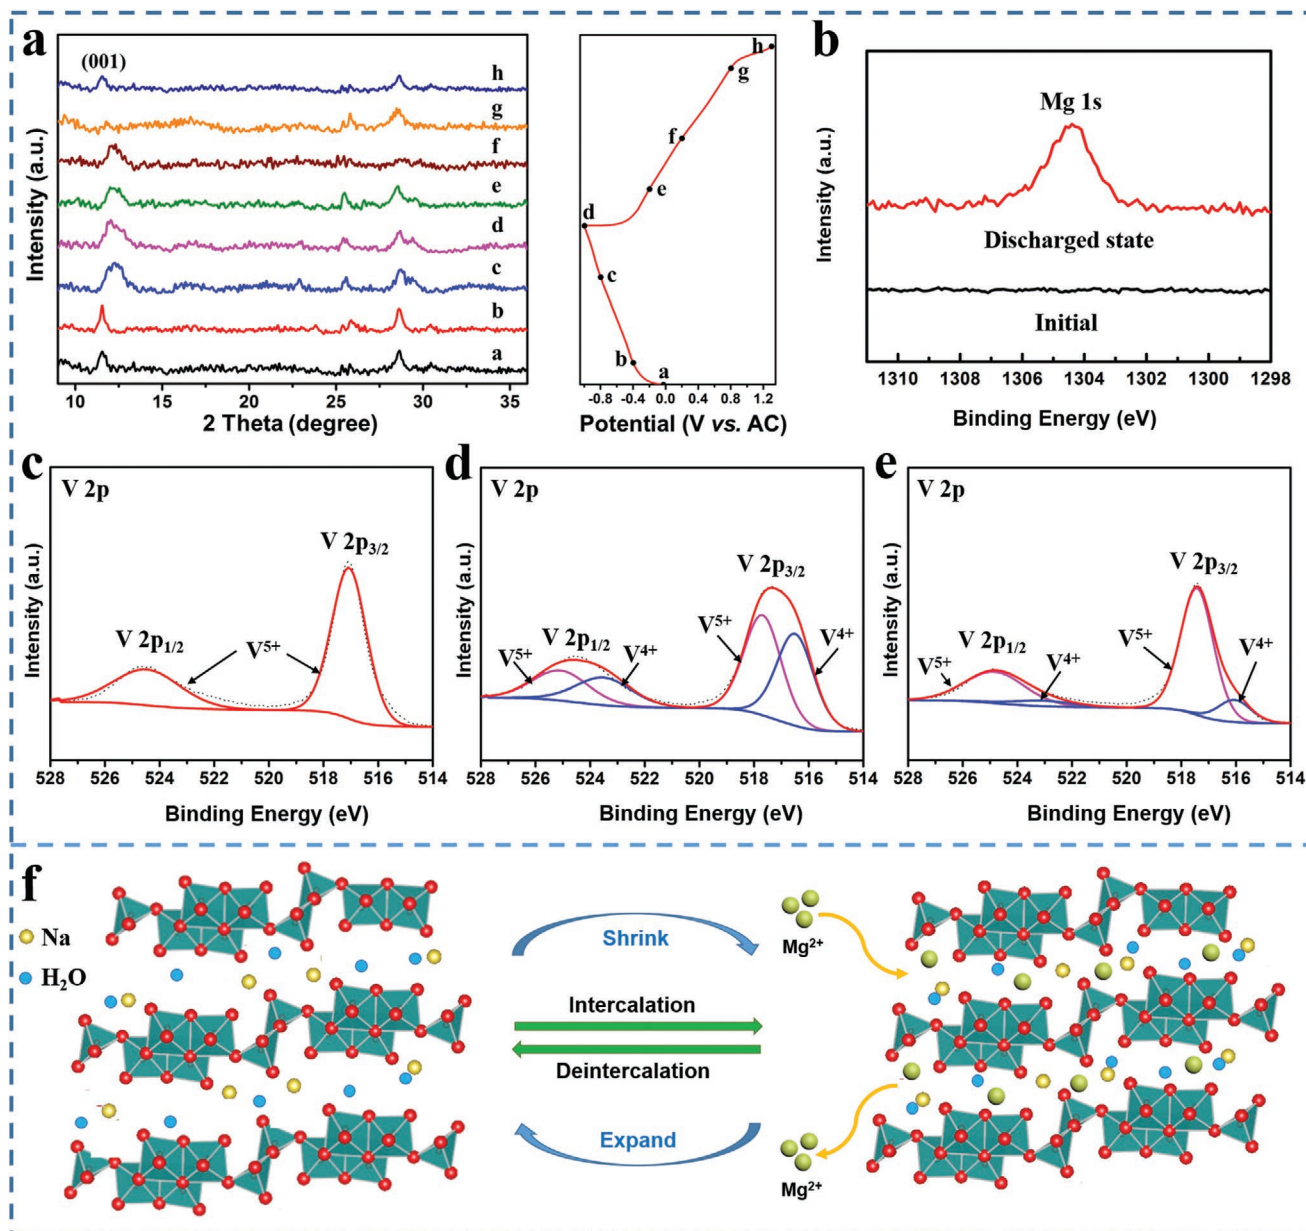 a
(001)
h
g
f
e
d
c
b
a
Intensity (a.u.)
10 15 20 25 30 35
2 Theta (degree)
h
g
f
e
d
c
b
a
-0.8 -0.4 0.0 0.4 0.8 1.2
Potential (V vs. AC)
b
Mg 1s
Discharged state
Initial
Intensity (a.u.)
1310 1308 1306 1304 1302 1300 1298
Binding Energy (eV)
c
V 2p
V 2p3/2
V 2p1/2
V5+
Intensity (a.u.)
528 526 524 522 520 518 516 514
Binding Energy (eV)
d
V 2p
V 2p3/2
V 2p1/2
V5+
V4+
V5+
V4+
Intensity (a.u.)
528 526 524 522 520 518 516 514
Binding Energy (eV)
e
V 2p
V 2p3/2
V 2p1/2
V5+
V4+
V5+
V4+
Intensity (a.u.)
528 526 524 522 520 518 516 514
Binding Energy (eV)
f
Na
H2O
Shrink
Intercalation
Deintercalation
Expand
Mg2+
Mg2+